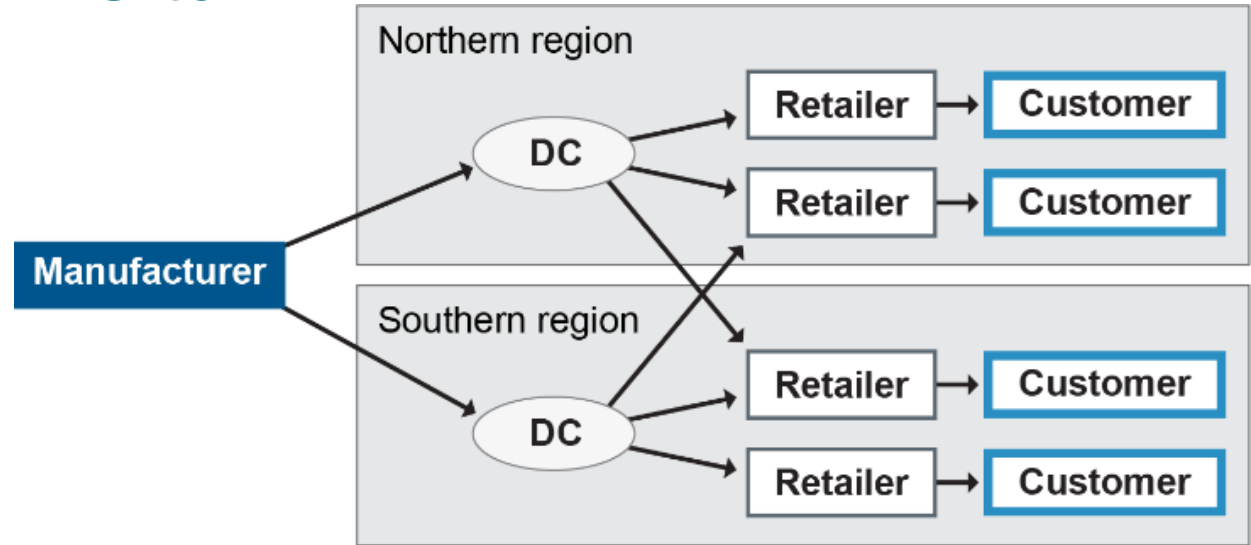 Northern region
Retailer
Customer
DC
Retailer
Customer
Manufacturer
Southern region
Retailer
Customer
DC
Retailer
Customer